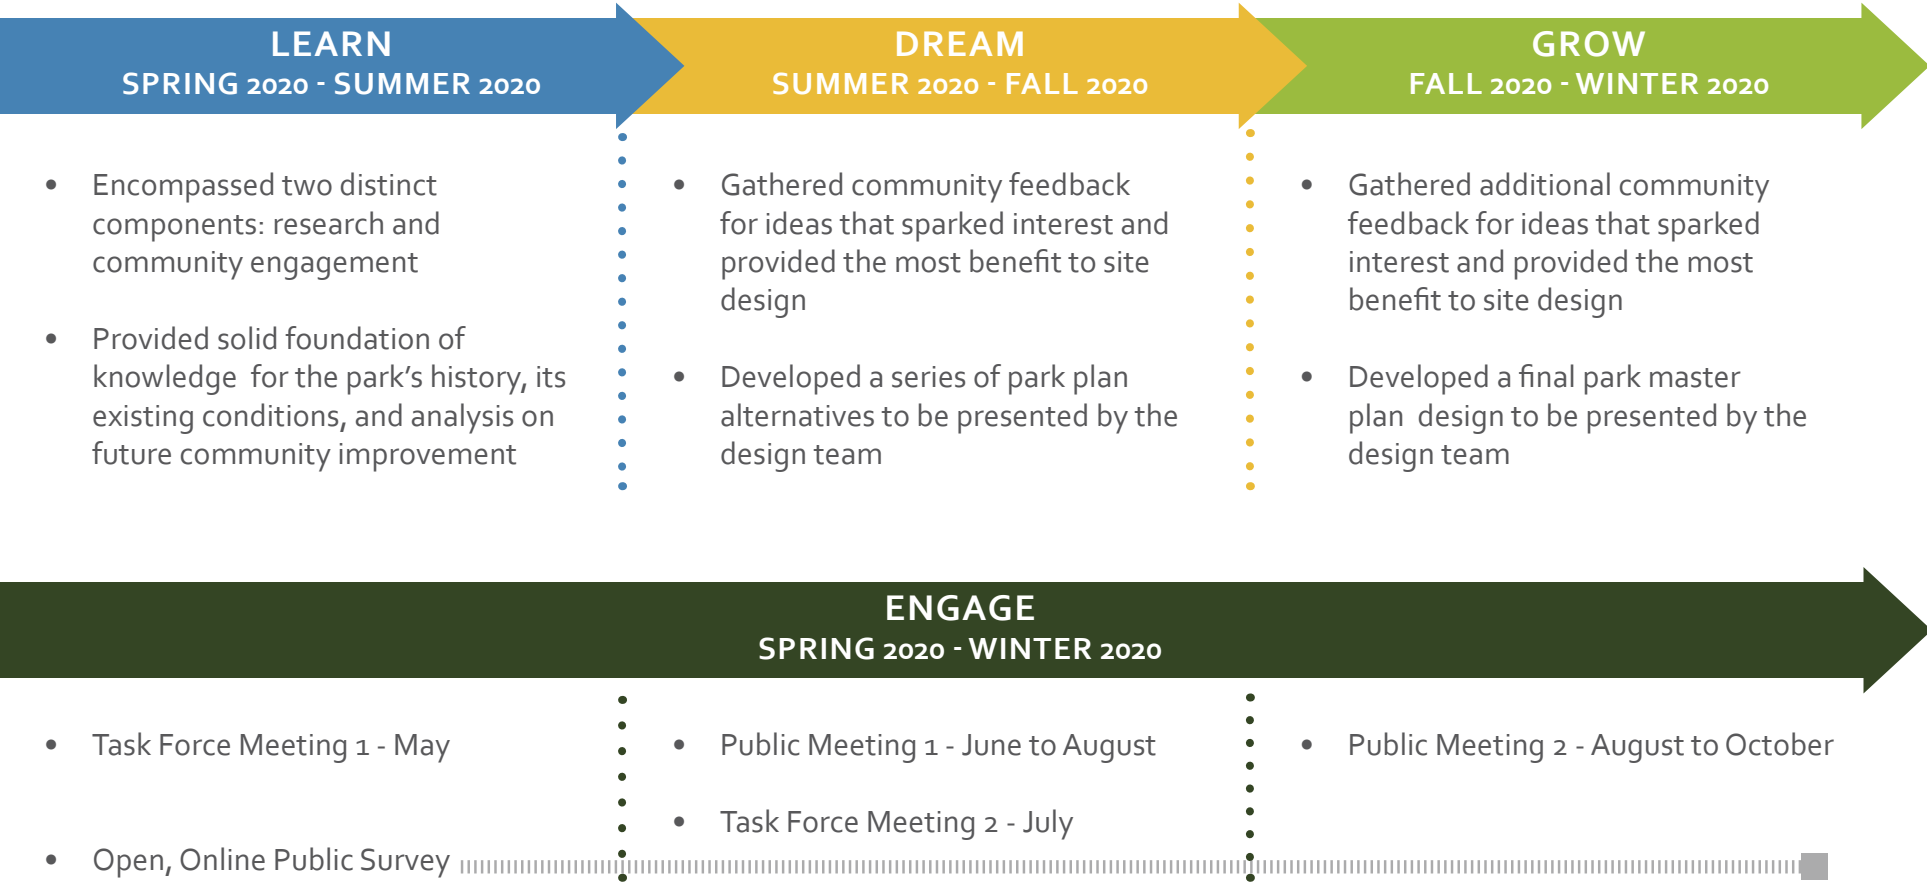 LEARN
SPRING 2020 - SUMMER 2020
DREAM
SUMMER 2020 - FALL 2020
GROW
FALL 2020 - WINTER 2020
• Encompassed two distinct
components: research and
community engagement
• Provided solid foundation of
knowledge for the park's history, its
existing conditions, and analysis on
future community improvement
• Gathered community feedback
for ideas that sparked interest and
provided the most benefit to site
design
• Developed a series of park plan
alternatives to be presented by the
design team
• Gathered additional community
feedback for ideas that sparked
interest and provided the most
benefit to site design
• Developed a final park master
plan design to be presented by the
design team
ENGAGE
SPRING 2020 - WINTER 2020
• Task Force Meeting 1 - May
• Open, Online Public Survey
• Public Meeting 1 - June to August
• Task Force Meeting 2 - July
• Public Meeting 2 - August to October